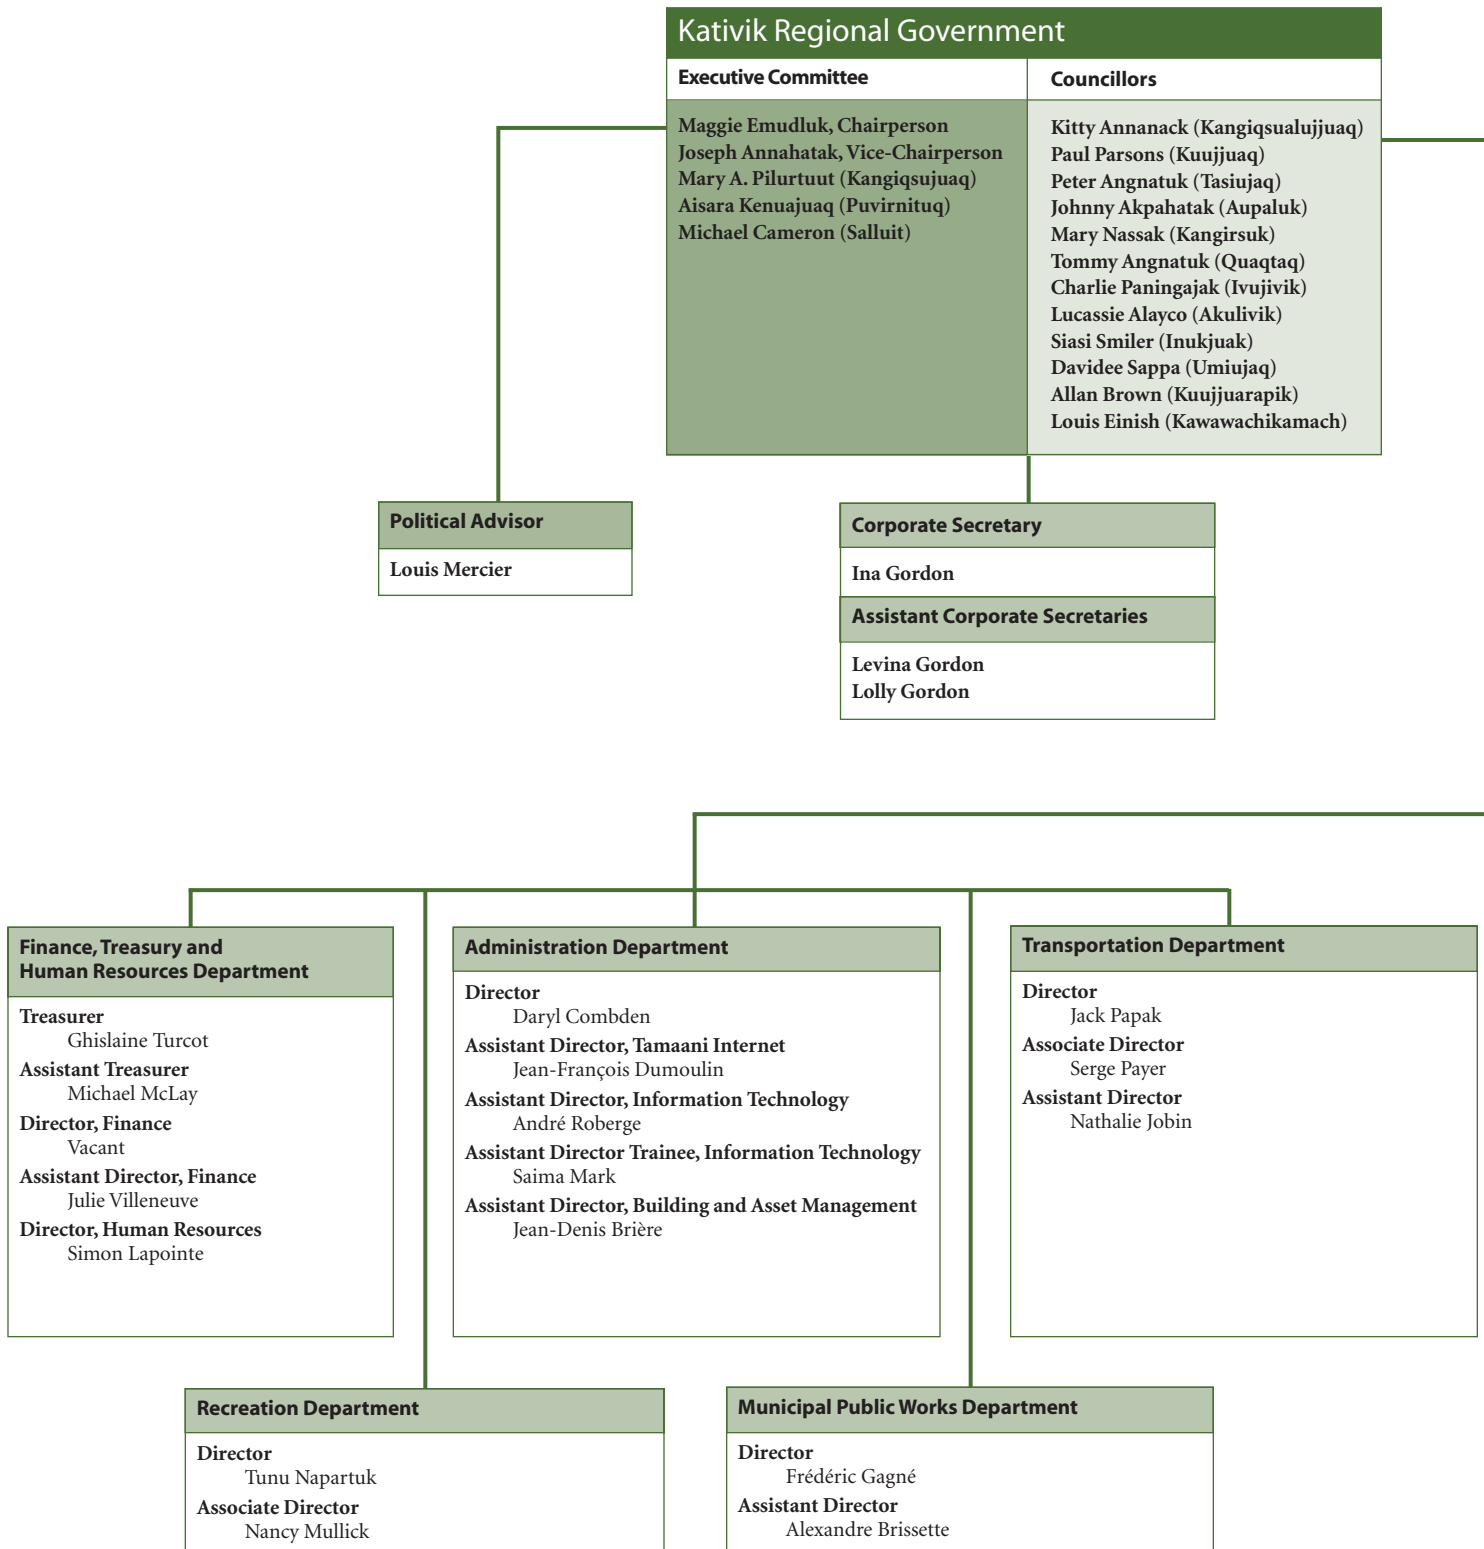 Kativik Regional Government
Executive Committee
Maggie Emudluk, Chairperson
Joseph Annahatak, Vice-Chairperson
Mary A. Pilurtuut (Kangiqsujuaq)
Aisara Kenuajuaq (Puvirnituq)
Michael Cameron (Salluit)
Councillors
Kitty Annanack (Kangiqsualujjuaq)
Paul Parsons (Kuujjuaq)
Peter Angnatuk (Tasiujaq)
Johnny Akpahatak (Aupaluk)
Mary Nassak (Kangirsuk)
Tommy Angnatuk (Quaqtaq)
Charlie Paningajak (Ivujivik)
Lucassie Alayco (Akulivik)
Siasi Smiler (Inukjuak)
Davidee Sappa (Umiujaq)
Allan Brown (Kuujjuarapik)
Louis Einish (Kawawachikamach)
Political Advisor
Louis Mercier
Corporate Secretary
Ina Gordon
Assistant Corporate Secretaries
Levina Gordon
Lolly Gordon
Finance, Treasury and
Human Resources Department
Treasurer
Ghislaine Turcot
Assistant Treasurer
Michael McLay
Director, Finance
Vacant
Assistant Director, Finance
Julie Villeneuve
Director, Human Resources
Simon Lapointe
Administration Department
Director
Daryl Combden
Assistant Director, Tamaani Internet
Jean-François Dumoulin
Assistant Director, Information Technology
André Roberge
Assistant Director Trainee, Information Technology
Saima Mark
Assistant Director, Building and Asset Management
Jean-Denis Brière
Transportation Department
Director
Jack Papak
Associate Director
Serge Payer
Assistant Director
Nathalie Jobin
Recreation Department
Director
Tunu Napartuk
Associate Director
Nancy Mullick
Municipal Public Works Department
Director
Frédéric Gagné
Assistant Director
Alexandre Brissette